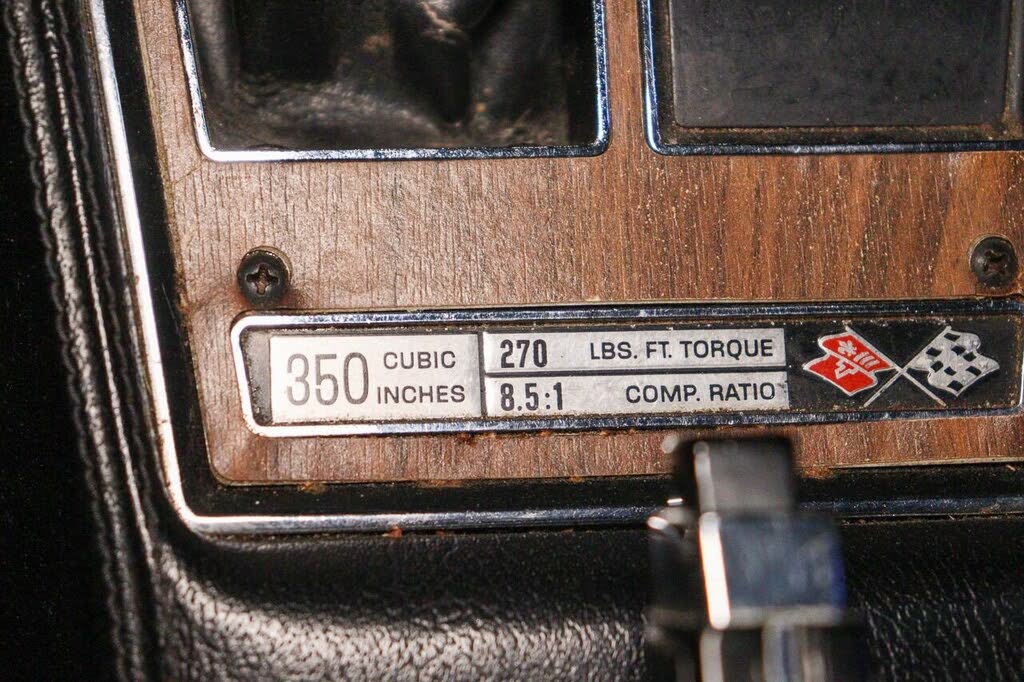 350 CUBIC INCHES
270 LBS. FT. TORQUE
8.5:1 COMP. RATIO